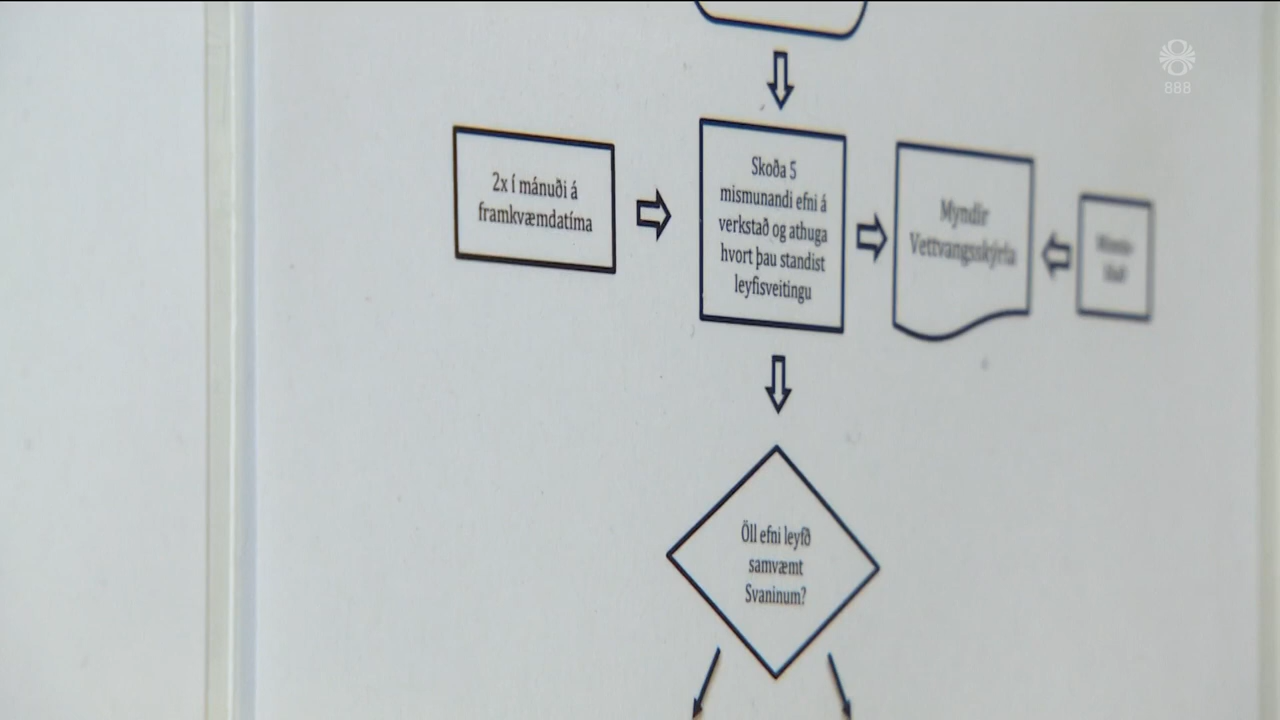 888
2x í mánuði á
framkvæmdatíma
Skoða 5
mismunandi efni á
verkstað og athuga
hvort þau standist
leyfisveitingu
Myndir
Vettvangsskýrla
Öll efni leyfð
samvæmt
Svaninum?